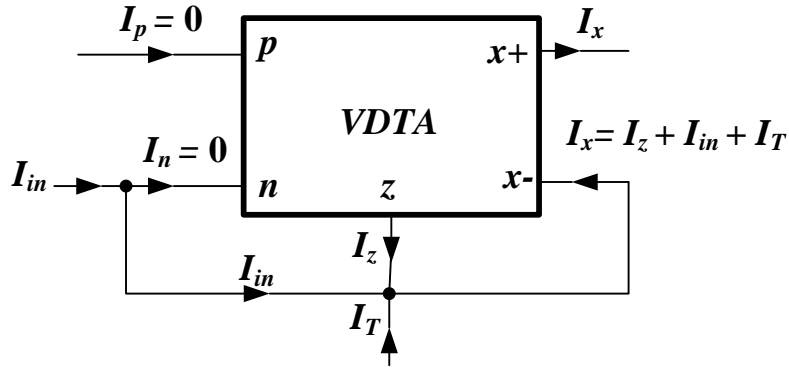 I_p = 0
I_x
p
x+
VDTA
I_x = I_z + I_in + I_T
I_n = 0
I_in
n
z
x-
I_z
I_in
I_T